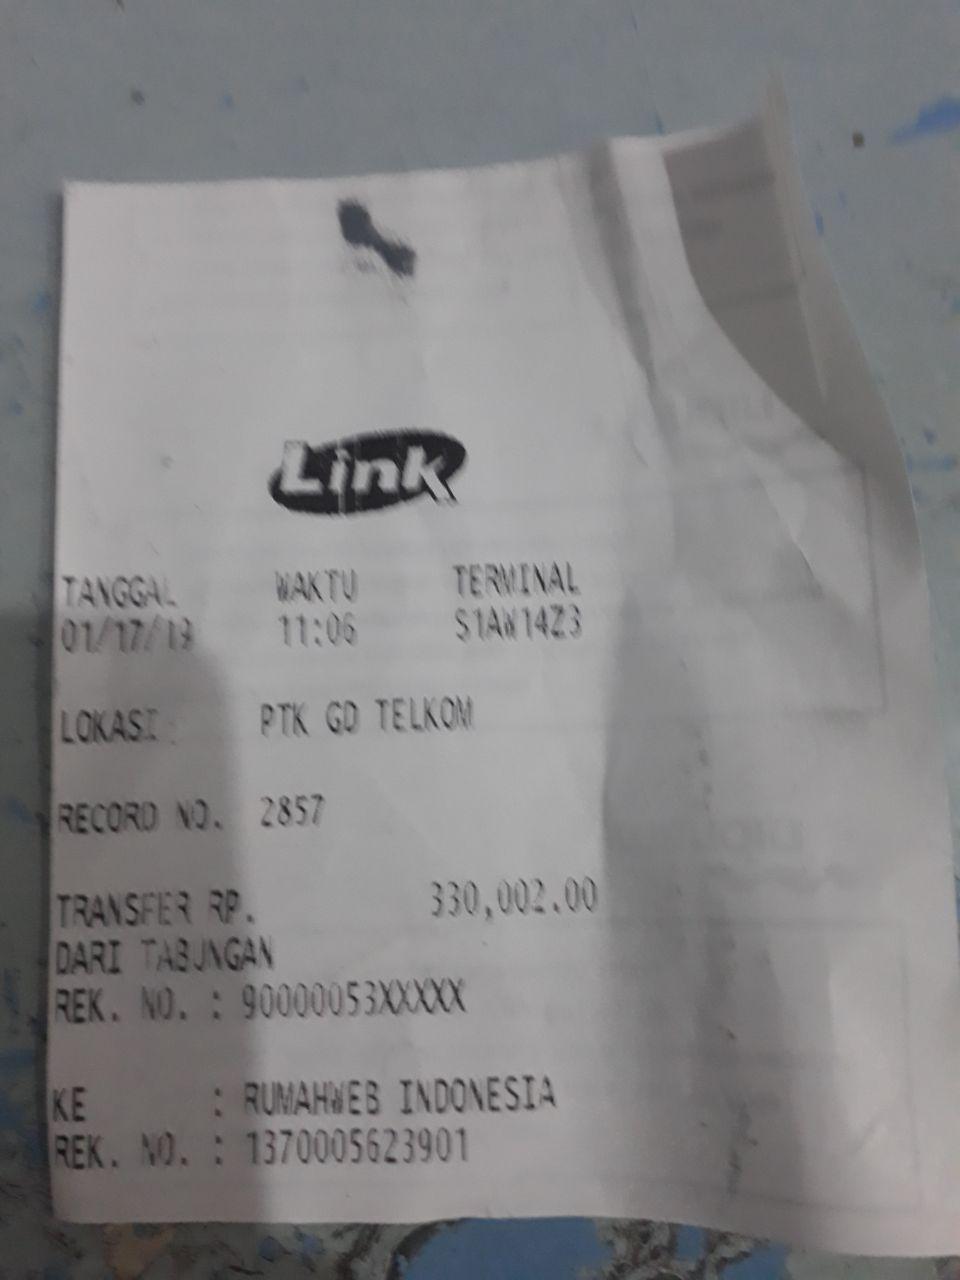 Link
TANGGAL WAKTU TERMINAL
01/17/19 11:06 S1AW14Z3
LOKASI : PTK GD TELKOM
RECORD NO. 2857
TRANSFER RP. 330,002.00
DARI TABUNGAN
REK. NO. : 90000053XXXXX
KE : RUMAHWEB INDONESIA
REK. NO. : 1370005623901